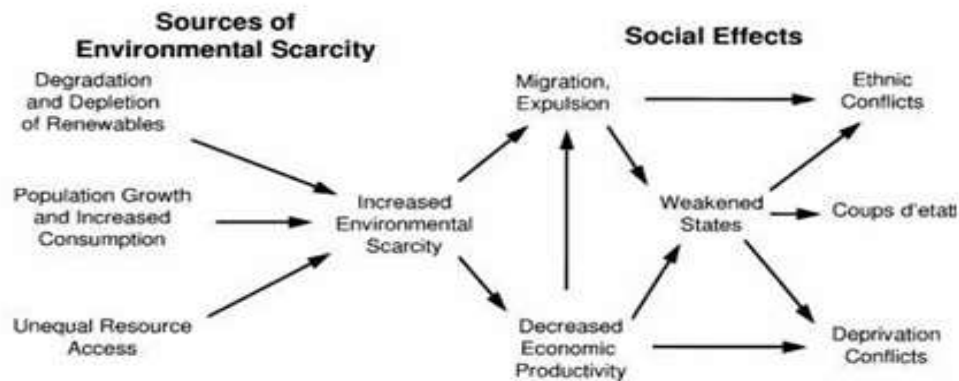 Sources of
Environmental Scarcity
Social Effects
Degradation
and Depletion
of Renewables
Population Growth
and Increased
Consumption
Unequal Resource
Access
Increased
Environmental
Scarcity
Migration,
Expulsion
Decreased
Economic
Productivity
Weakened
States
Ethnic
Conflicts
Coups d'etat
Deprivation
Conflicts